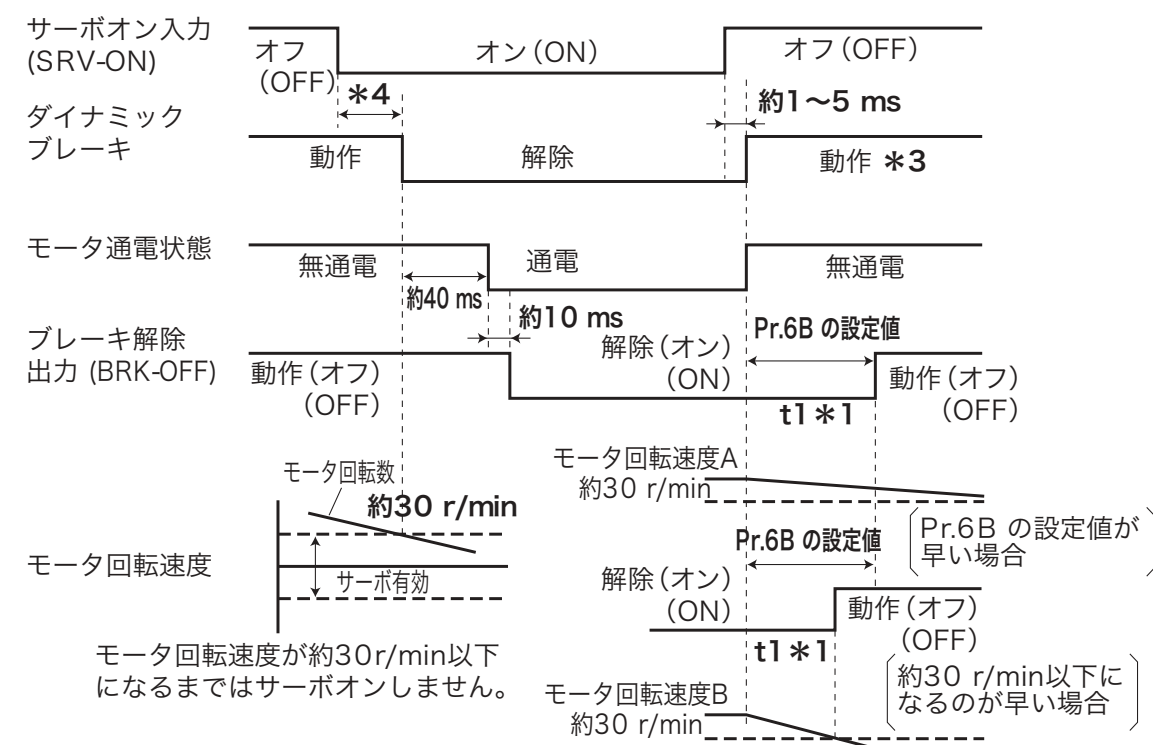 サーボオン入力
(SRV-ON)
オフ
(OFF)
オン(ON)
オフ(OFF)
*4
約1～5 ms
ダイナミック
ブレーキ
動作
解除
動作 *3
モータ通電状態
無通電
通電
無通電
約40 ms
約10 ms
Pr.6B の設定値
ブレーキ解除
出力 (BRK-OFF)
動作(オフ)
(OFF)
解除(オン)
(ON)
動作(オフ)
(OFF)
t1*1
モータ回転速度A
約30 r/min
モータ回転数
約30 r/min
モータ回転速度
サーボ有効
Pr.6B の設定値
Pr.6B の設定値が
早い場合
解除(オン)
(ON)
動作(オフ)
(OFF)
t1*1
モータ回転速度が約30r/min以下
になるまではサーボオンしません。
約30 r/min以下に
なるのが早い場合
モータ回転速度B
約30 r/min